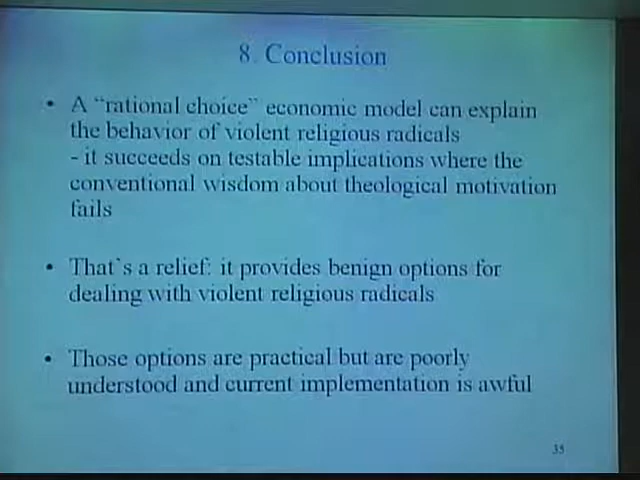 8. Conclusion
• A “rational choice” economic model can explain
the behavior of violent religious radicals
- it succeeds on testable implications where the
conventional wisdom about theological motivation
fails
• That`s a relief: it provides benign options for
dealing with violent religious radicals
• Those options are practical but are poorly
understood and current implementation is awful
35